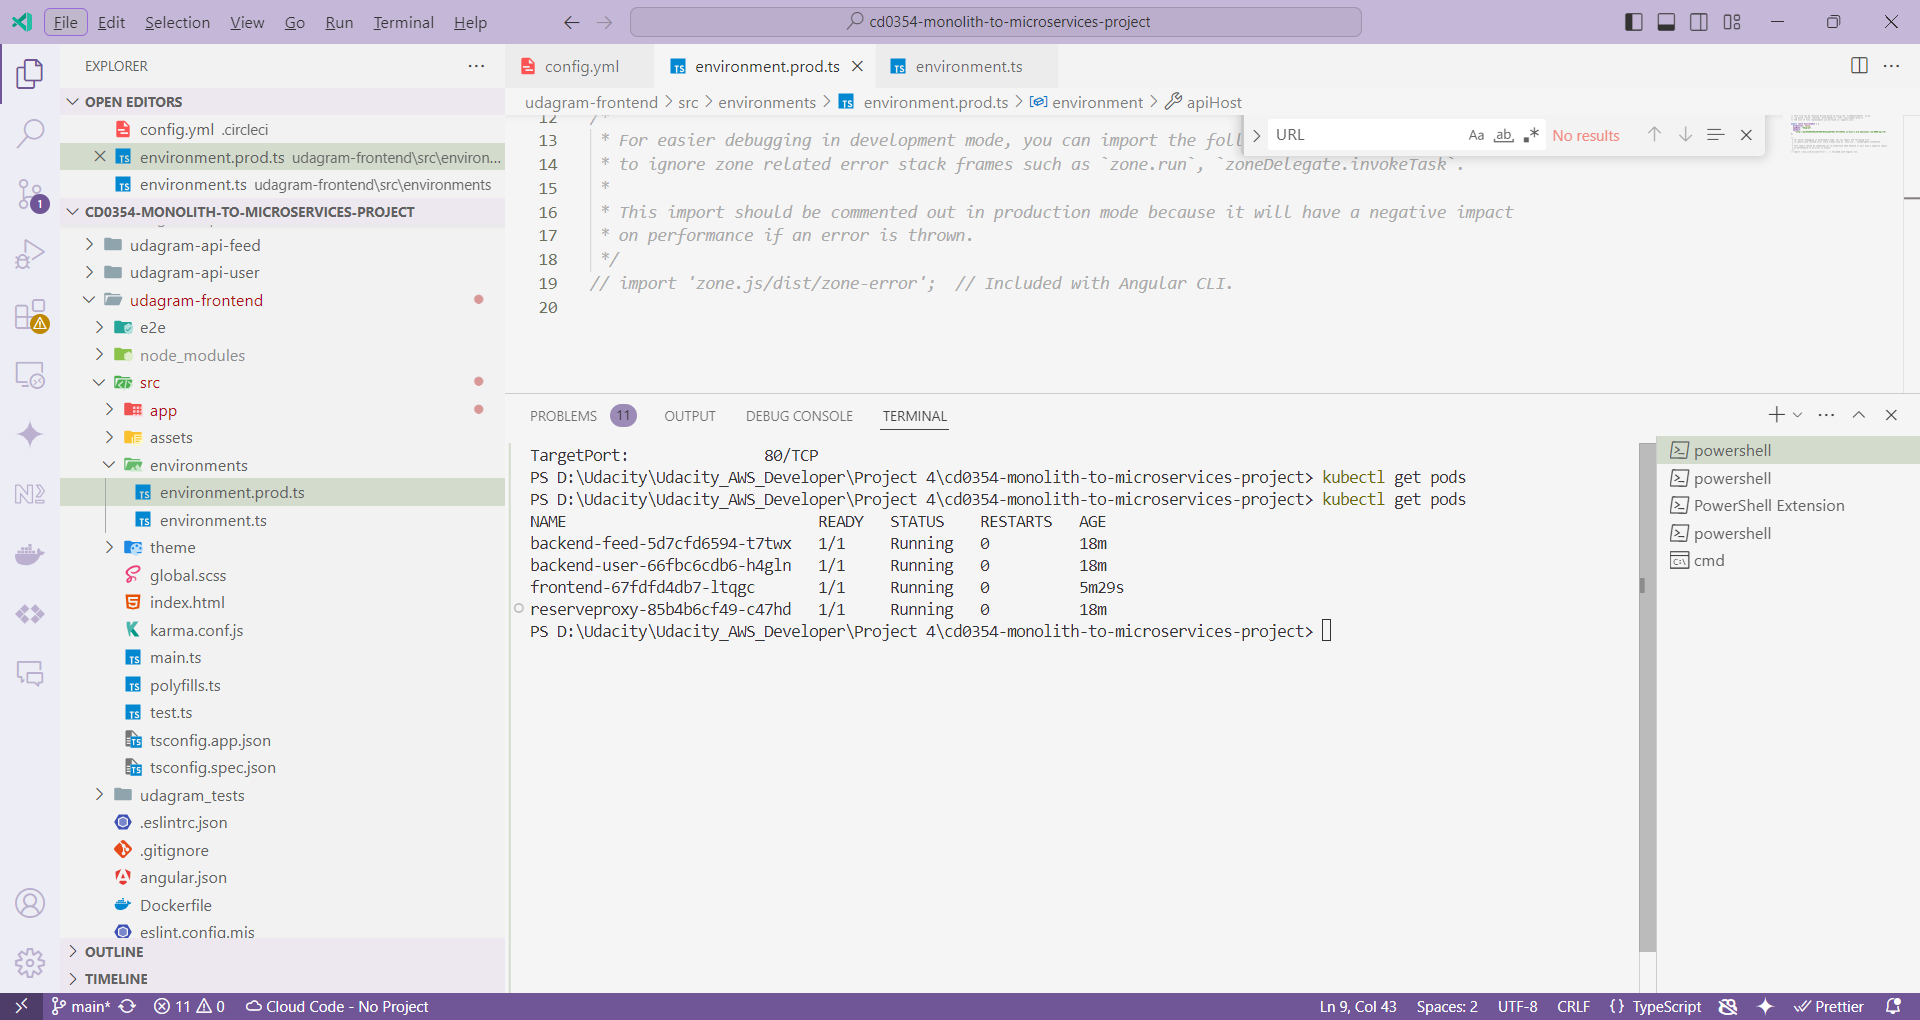 File Edit Selection View Go Run Terminal Help
cd0354-monolith-to-microservices-project
EXPLORER
OPEN EDITORS
config.yml .circleci
environment.prod.ts udagram-frontend\src\environ...
environment.ts udagram-frontend\src\environments
CD0354-MONOLITH-TO-MICROSERVICES-PROJECT
udagram-api-feed
udagram-api-user
udagram-frontend
e2e
node_modules
src
app
assets
environments
environment.prod.ts
environment.ts
theme
global.scss
index.html
karma.conf.js
main.ts
polyfills.ts
test.ts
tsconfig.app.json
tsconfig.spec.json
udagram_tests
.eslintrc.json
.gitignore
angular.json
Dockerfile
eslint.config.mjs
OUTLINE
TIMELINE
config.yml
environment.prod.ts
environment.ts
udagram-frontend > src > environments > environment.prod.ts > environment > apiHost
12 /*
13 * For easier debugging in development mode, you can import the foll
14 * to ignore zone related error stack frames such as `zone.run`, `zoneDelegate.invokeTask`.
15 *
16 * This import should be commented out in production mode because it will have a negative impact
17 * on performance if an error is thrown.
18 */
19 // import 'zone.js/dist/zone-error'; // Included with Angular CLI.
20
URL
Aa ab .* No results
PROBLEMS 11 OUTPUT DEBUG CONSOLE TERMINAL
TargetPort: 80/TCP
PS D:\Udacity\Udacity_AWS_Developer\Project 4\cd0354-monolith-to-microservices-project> kubectl get pods
PS D:\Udacity\Udacity_AWS_Developer\Project 4\cd0354-monolith-to-microservices-project> kubectl get pods
NAME READY STATUS RESTARTS AGE
backend-feed-5d7cfd6594-t7twx 1/1 Running 0 18m
backend-user-66fbc6cdb6-h4gln 1/1 Running 0 18m
frontend-67fdfd4db7-ltqgc 1/1 Running 0 5m29s
reserveproxy-85b4b6cf49-c47hd 1/1 Running 0 18m
PS D:\Udacity\Udacity_AWS_Developer\Project 4\cd0354-monolith-to-microservices-project>
powershell
powershell
PowerShell Extension
powershell
cmd
1
main* 11 0 Cloud Code - No Project
Ln 9, Col 43 Spaces: 2 UTF-8 CRLF {} TypeScript Prettier